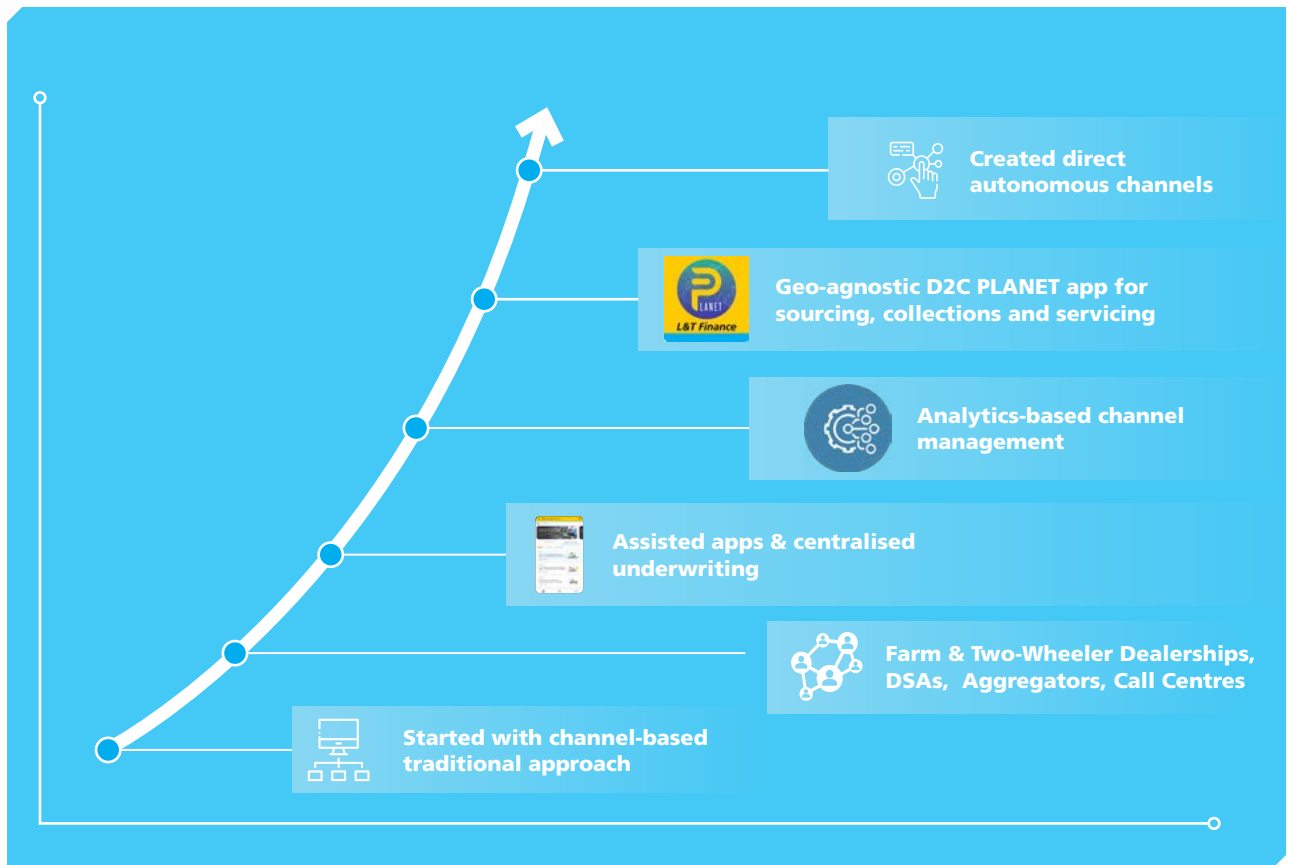 Created direct
autonomous channels
P
LANET
L&T Finance
Geo-agnostic D2C PLANET app for
sourcing, collections and servicing
Analytics-based channel
management
Assisted apps & centralised
underwriting
Farm & Two-Wheeler Dealerships,
DSAs, Aggregators, Call Centres
Started with channel-based
traditional approach